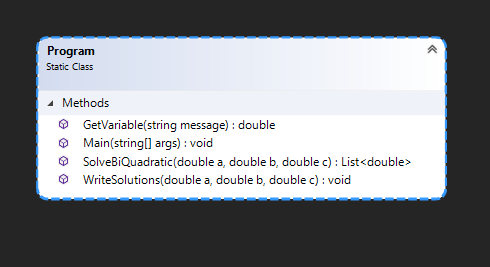 Program
Static Class
Methods
GetVariable(string message) : double
Main(string[] args) : void
SolveBiQuadratic(double a, double b, double c) : List<double>
WriteSolutions(double a, double b, double c) : void